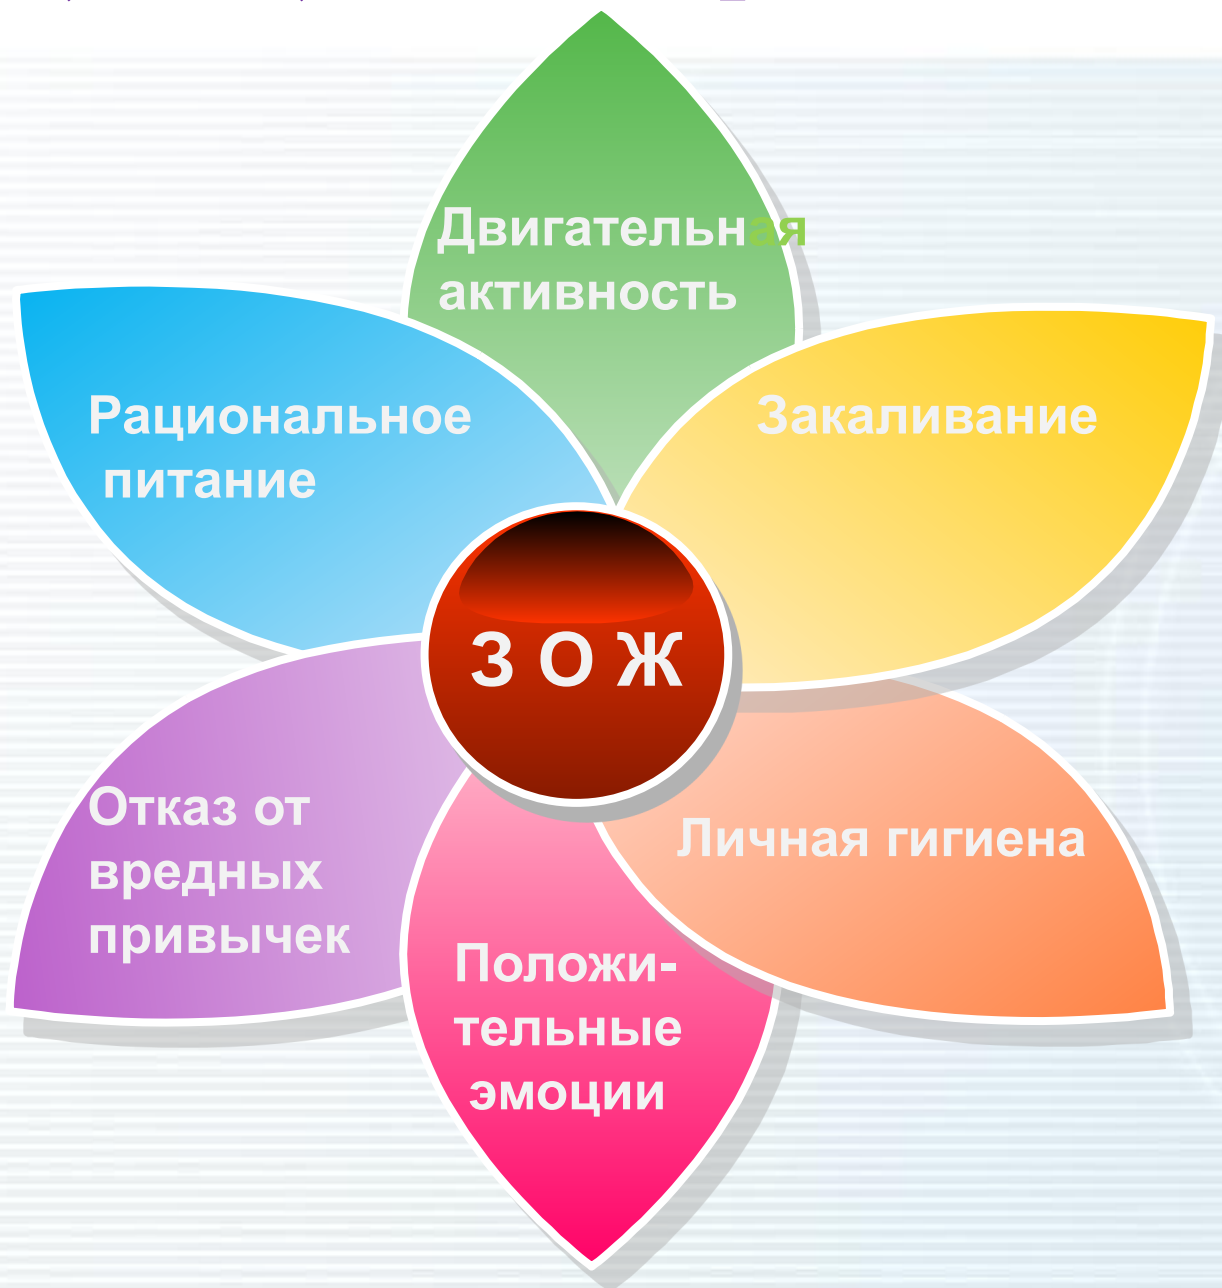 Двигательная
активность
Рациональное
питание
Закаливание
З О Ж
Отказ от
вредных
привычек
Личная гигиена
Положи-
тельные
эмоции